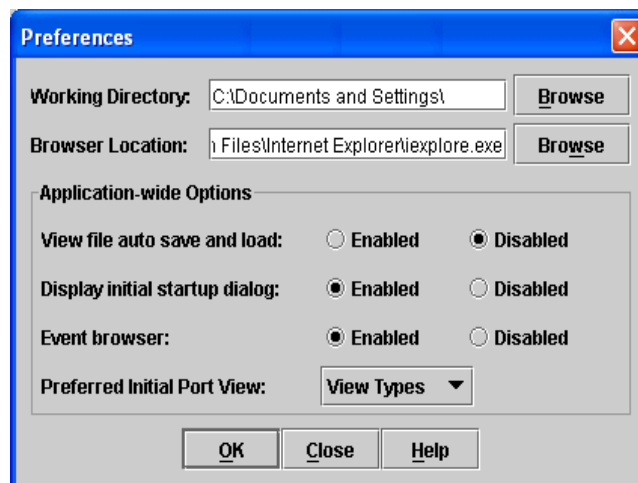 Preferences
Working Directory: C:\Documents and Settings\ Browse
Browser Location: Files\Internet Explorer\iexplore.exe Browse
Application-wide Options
View file auto save and load: Enabled Disabled
Display initial startup dialog: Enabled Disabled
Event browser: Enabled Disabled
Preferred Initial Port View: View Types
OK Close Help